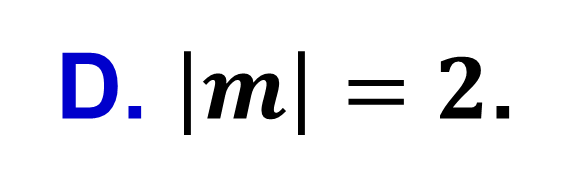 D. |m| = 2.